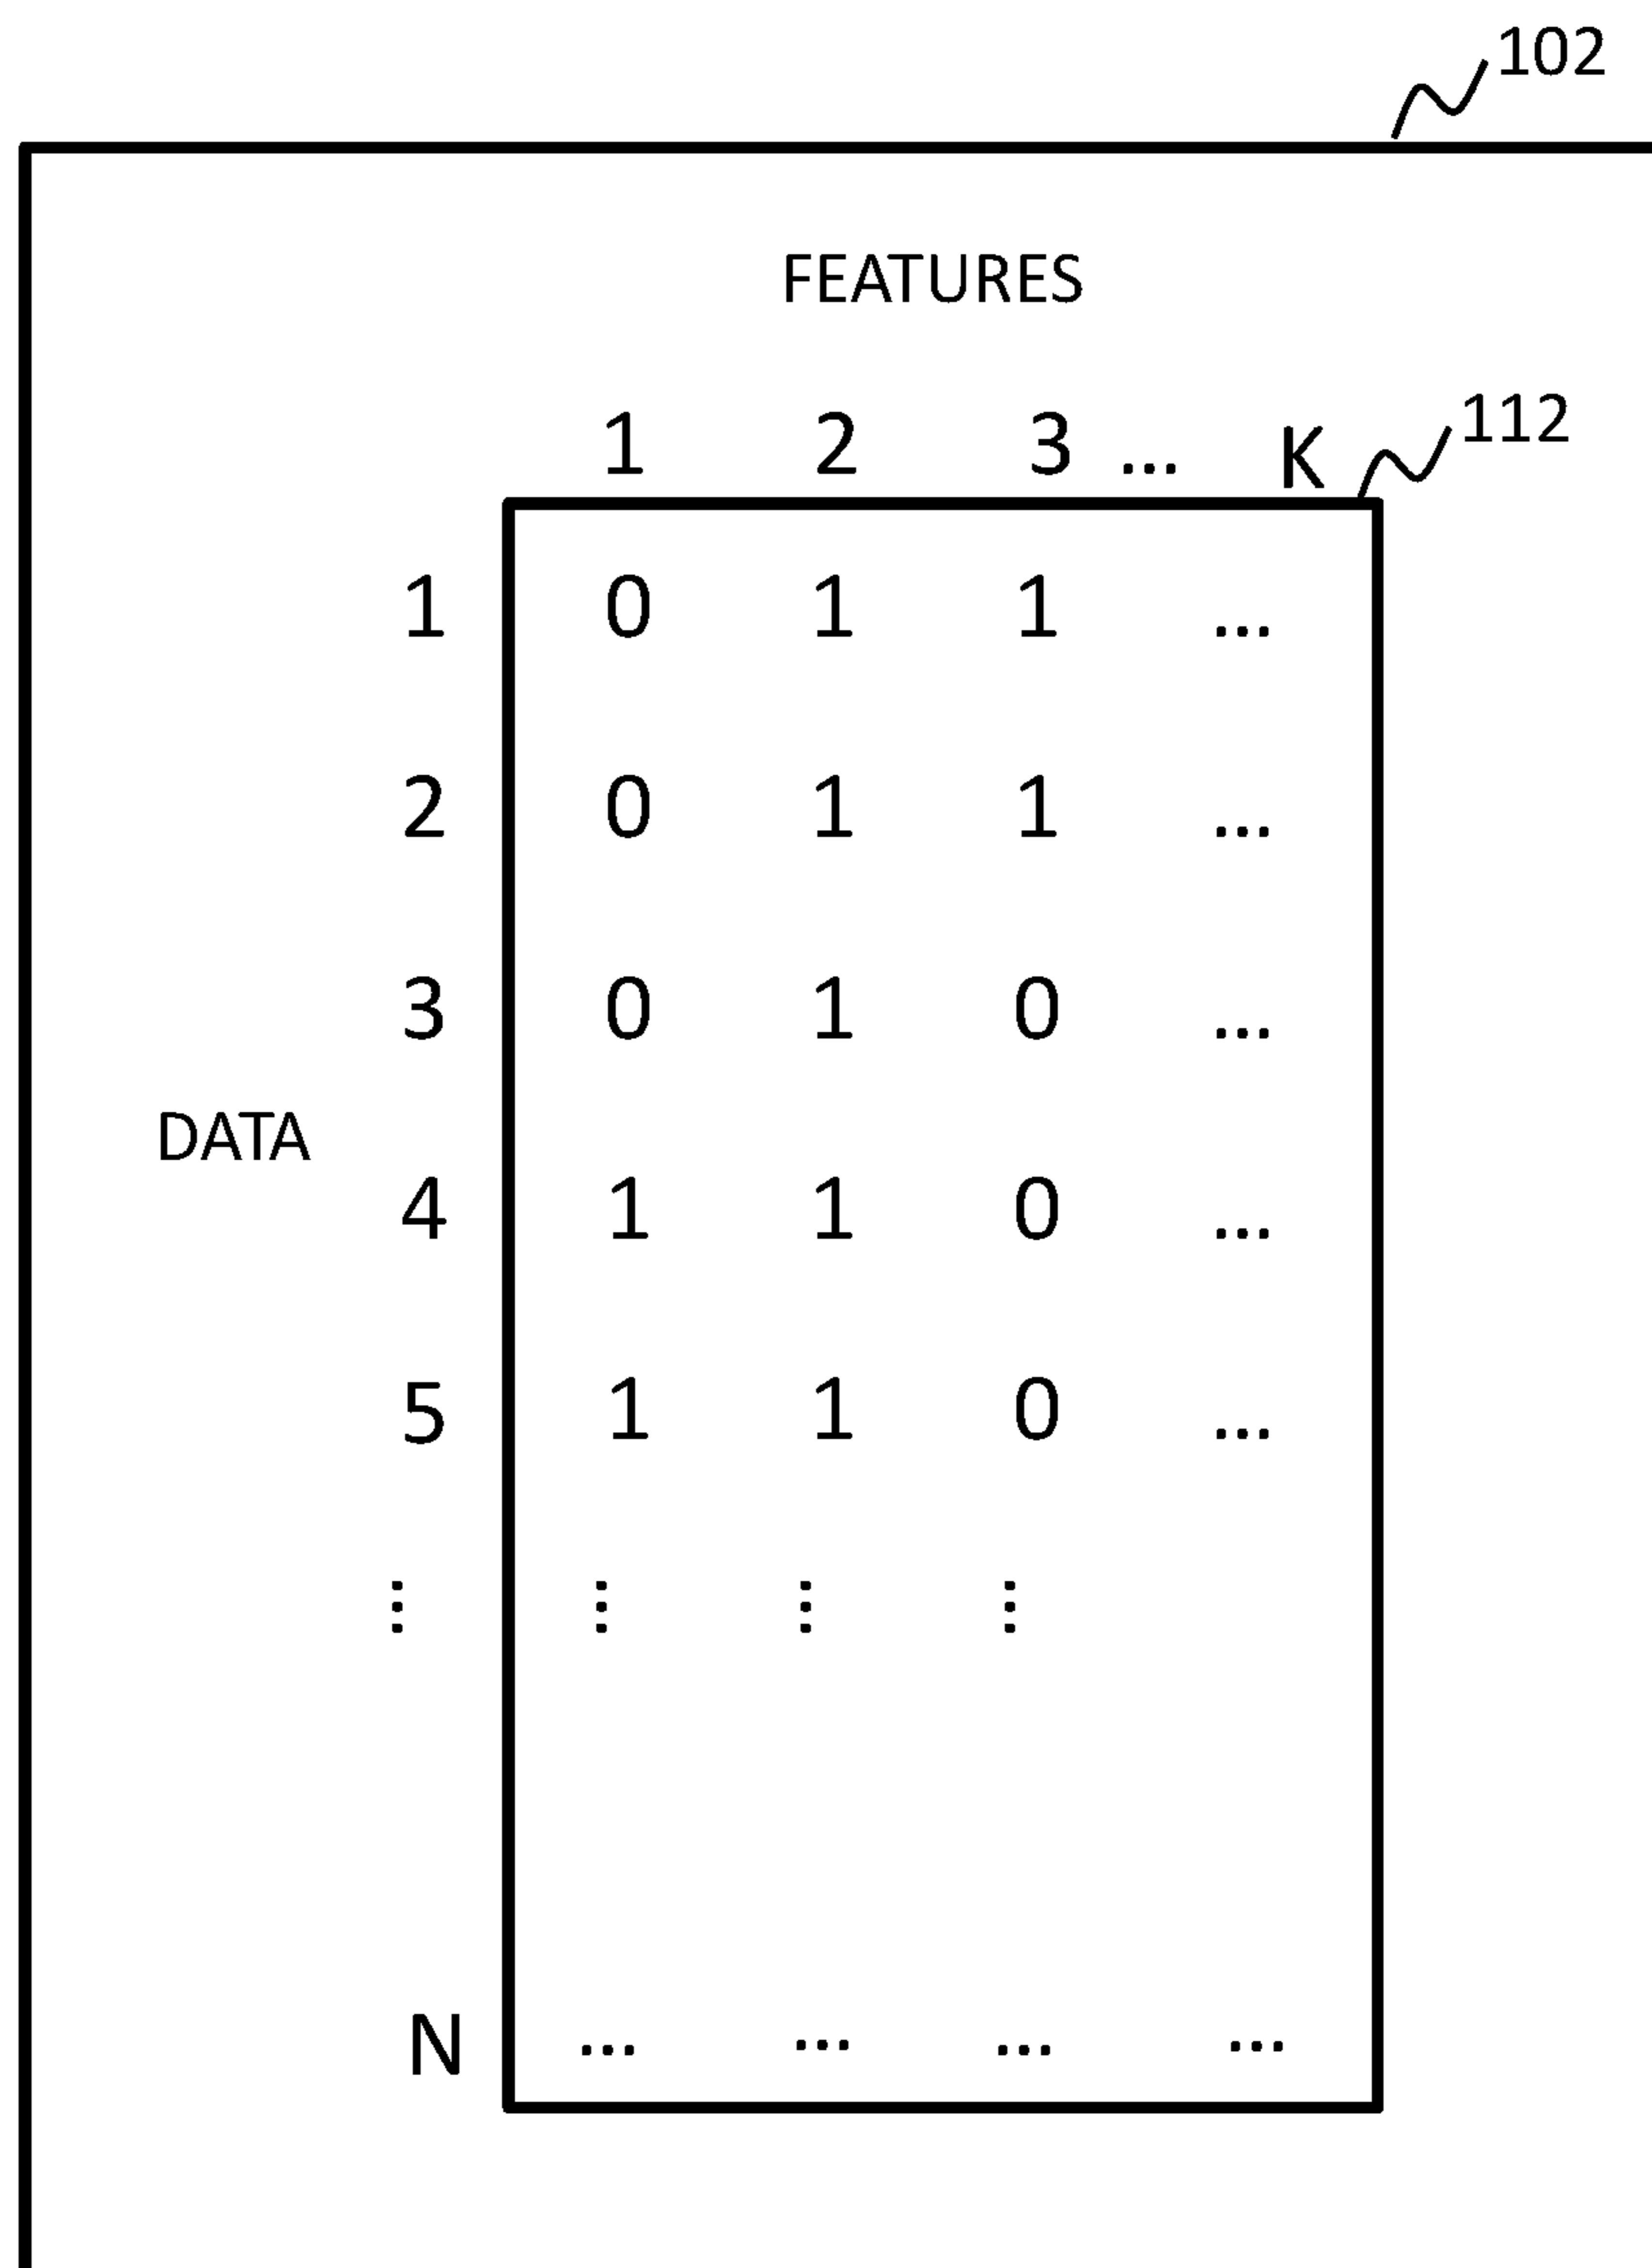 102
FEATURES
1 2 3 ... K
112
1 0 1 1 ...
2 0 1 1 ...
3 0 1 0 ...
DATA
4 1 1 0 ...
5 1 1 0 ...
⋮ ⋮ ⋮ ⋮
N ... ... ... ...